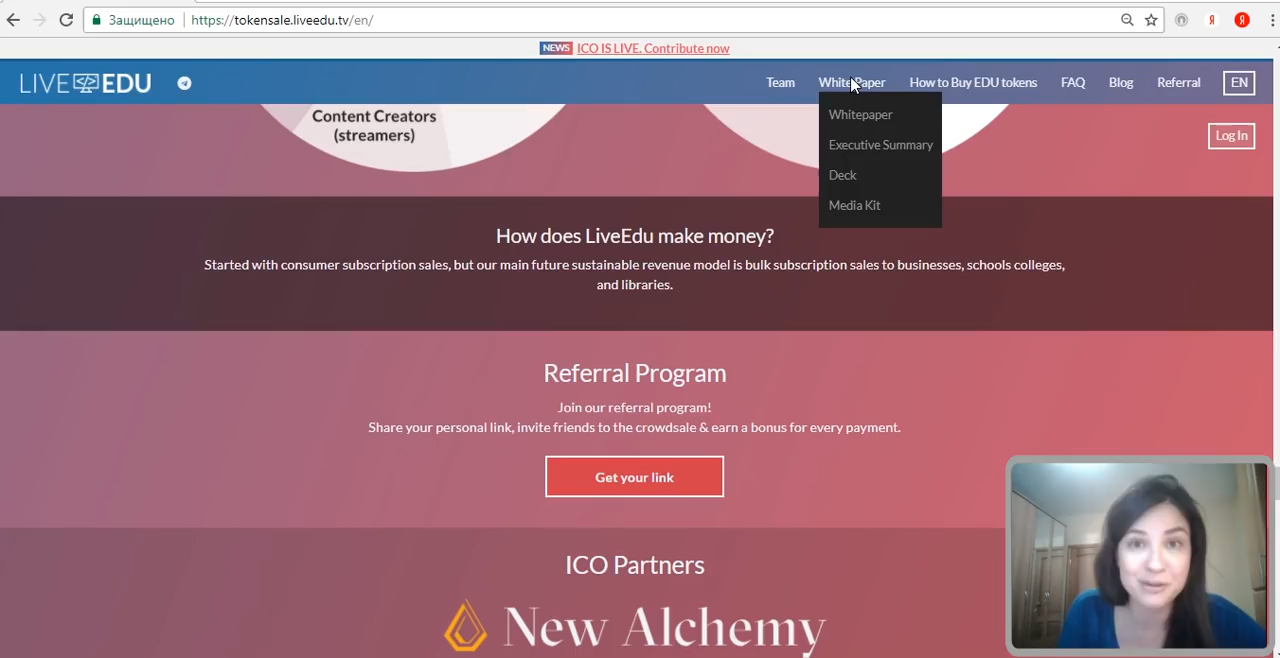 Защищено https://tokensale.liveedu.tv/en/
NEWS ICO IS LIVE. Contribute now
LIVE </> EDU
Team WhitePaper How to Buy EDU tokens FAQ Blog Referral EN
Log In
Whitepaper
Executive Summary
Deck
Media Kit
Content Creators
(streamers)
How does LiveEdu make money?
Started with consumer subscription sales, but our main future sustainable revenue model is bulk subscription sales to businesses, schools colleges,
and libraries.
Referral Program
Join our referral program!
Share your personal link, invite friends to the crowdsale & earn a bonus for every payment.
Get your link
ICO Partners
New Alchemy